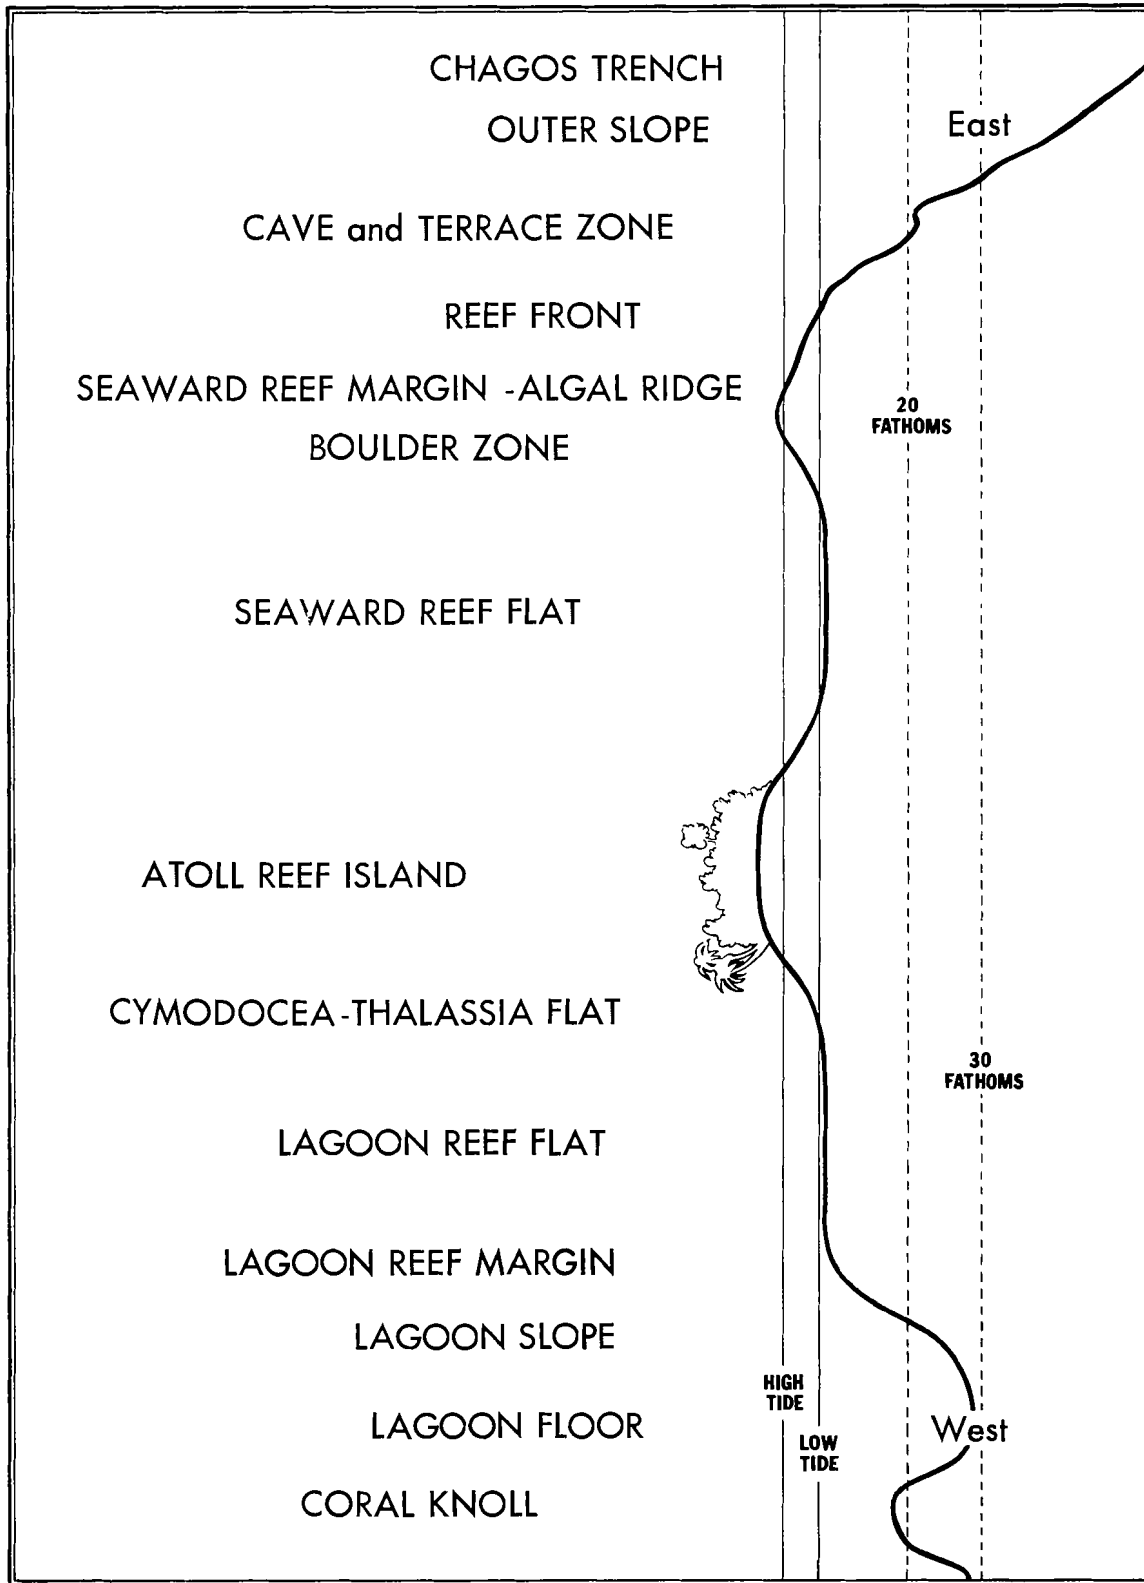 CHAGOS TRENCH
OUTER SLOPE
East
CAVE and TERRACE ZONE
REEF FRONT
SEAWARD REEF MARGIN -ALGAL RIDGE
20
FATHOMS
BOULDER ZONE
SEAWARD REEF FLAT
ATOLL REEF ISLAND
CYMODOCEA-THALASSIA FLAT
30
FATHOMS
LAGOON REEF FLAT
LAGOON REEF MARGIN
LAGOON SLOPE
HIGH
TIDE
LAGOON FLOOR
West
LOW
TIDE
CORAL KNOLL